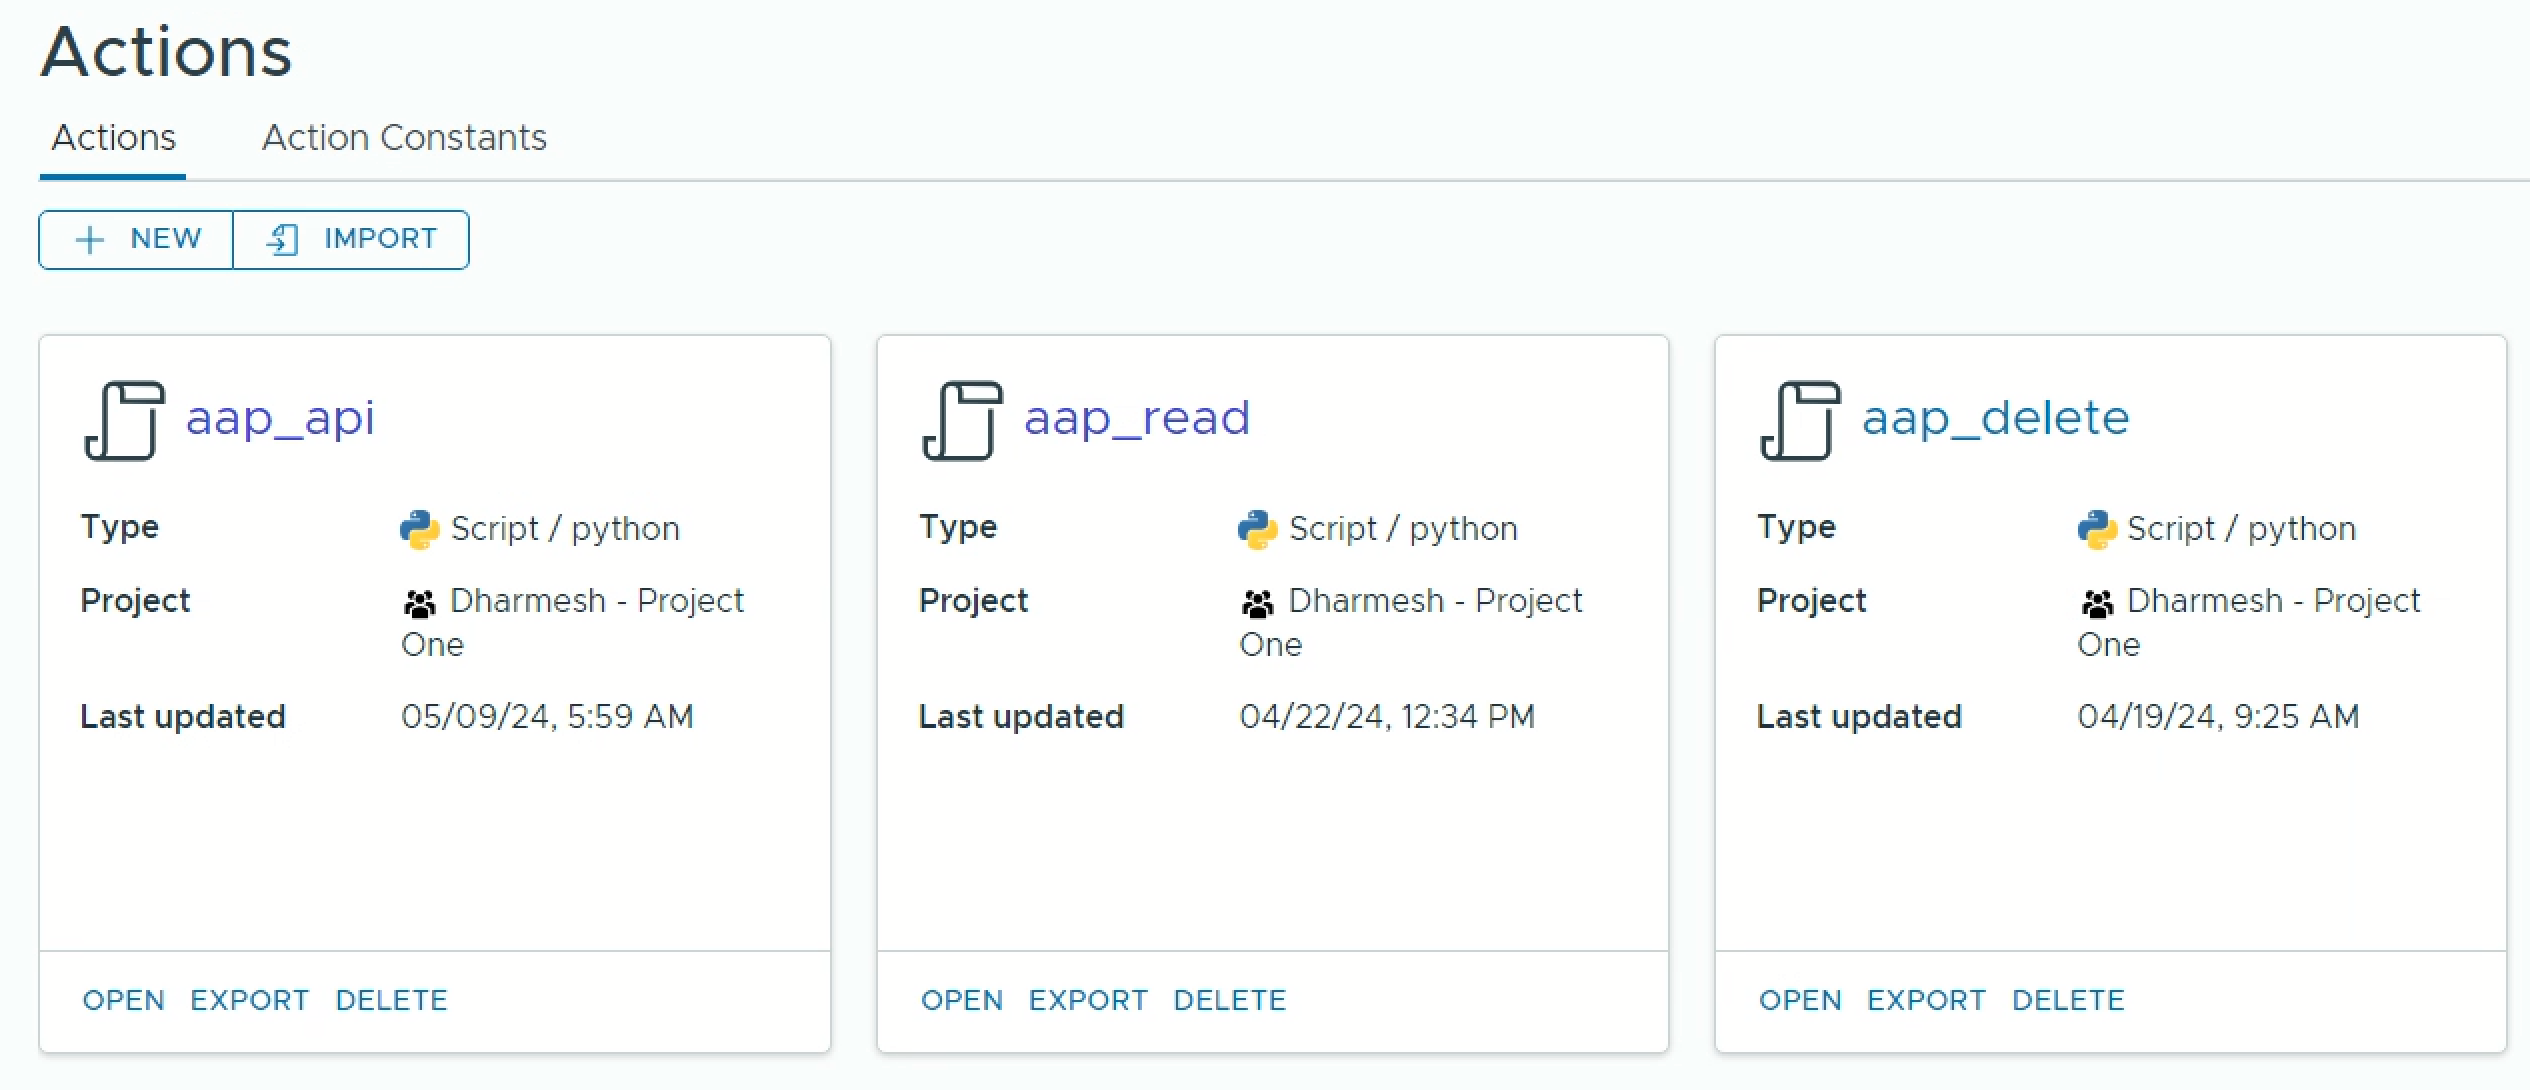 Actions
Actions Action Constants
NEW IMPORT
aap_api
Type Script / python
Project Dharmesh - Project
One
Last updated 05/09/24, 5:59 AM
OPEN EXPORT DELETE
aap_read
Type Script / python
Project Dharmesh - Project
One
Last updated 04/22/24, 12:34 PM
OPEN EXPORT DELETE
aap_delete
Type Script / python
Project Dharmesh - Project
One
Last updated 04/19/24, 9:25 AM
OPEN EXPORT DELETE